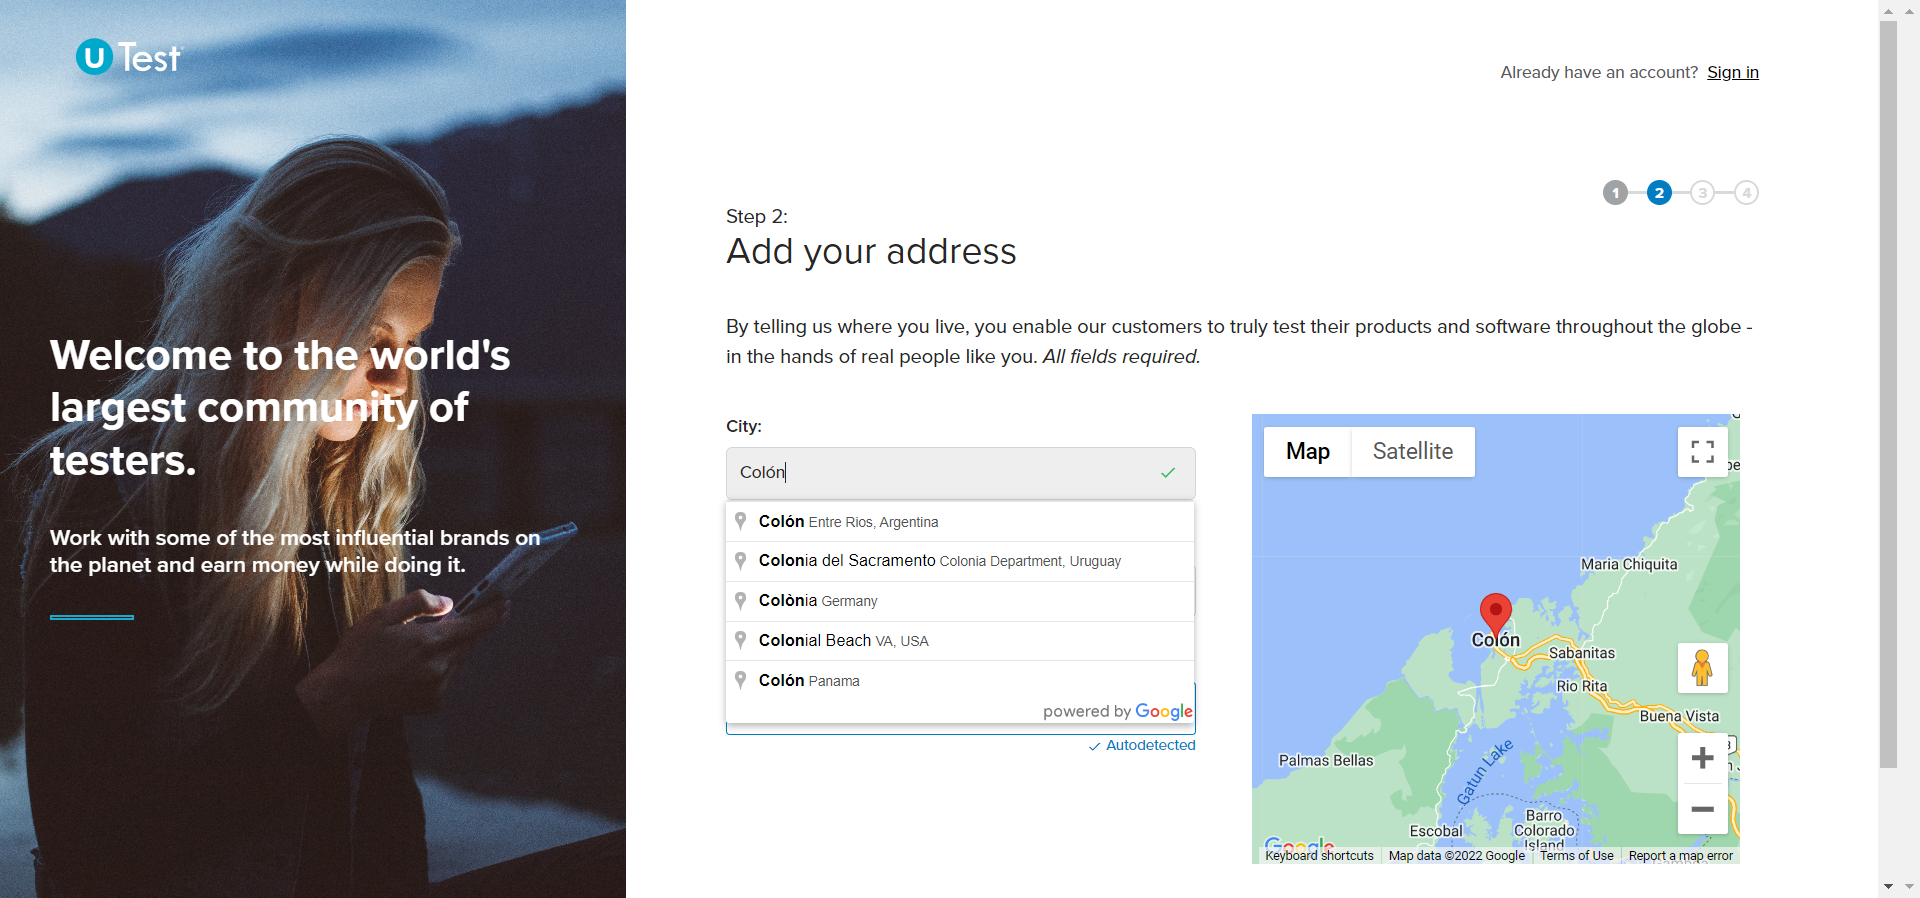 U Test
Welcome to the world's
largest community of
testers.
Work with some of the most influential brands on
the planet and earn money while doing it.
Already have an account? Sign in
1 2 3 4
Step 2:
Add your address
By telling us where you live, you enable our customers to truly test their products and software throughout the globe -
in the hands of real people like you. All fields required.
City:
Colón
Colón Entre Rios, Argentina
Colonia del Sacramento Colonia Department, Uruguay
Colònia Germany
Colonial Beach VA, USA
Colón Panama
powered by Google
Autodetected
Map Satellite
Maria Chiquita
Colón
Sabanitas
Rio Rita
Buena Vista
Gatun Lake
Palmas Bellas
Escobal
Barro
Colorado
Island
Google
Keyboard shortcuts Map data ©2022 Google Terms of Use Report a map error